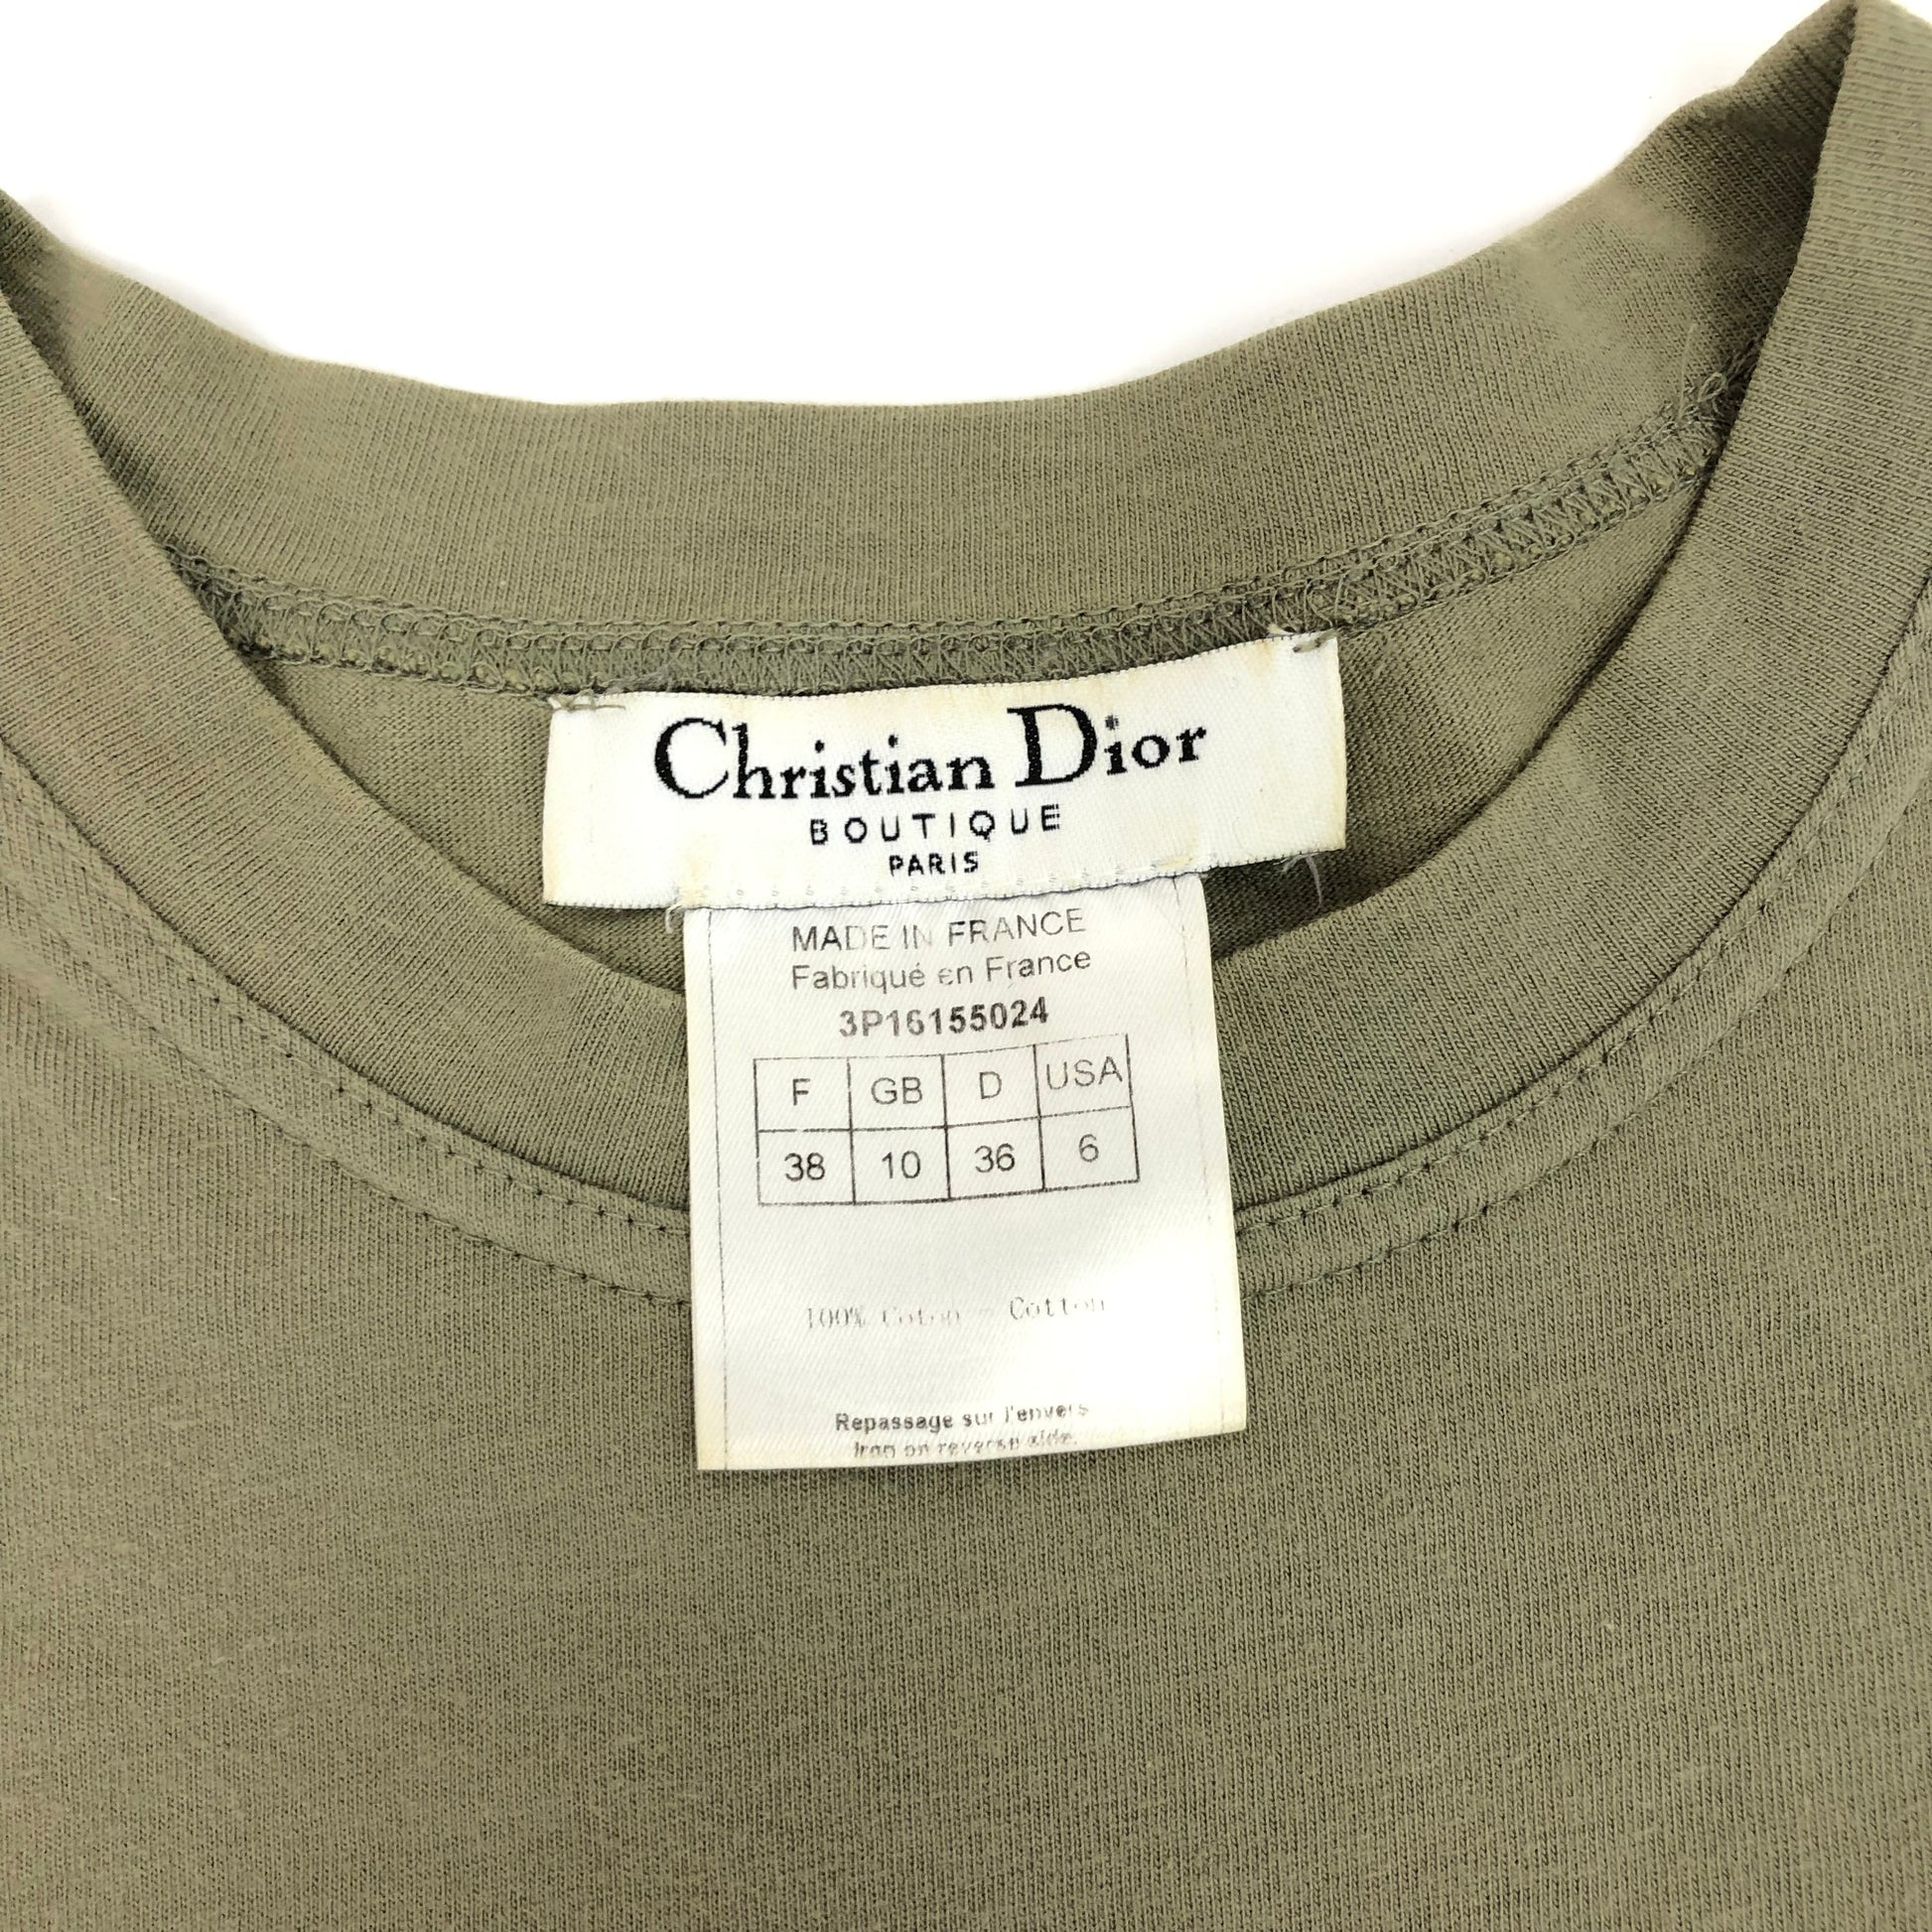 Christian Dior
BOUTIQUE
PARIS
MADE IN FRANCE
Fabriqué en France
3P16155024
F GB D USA
38 10 36 6
100% Coton - Cotton
Repassage sur l'envers
Iron on reverse side.